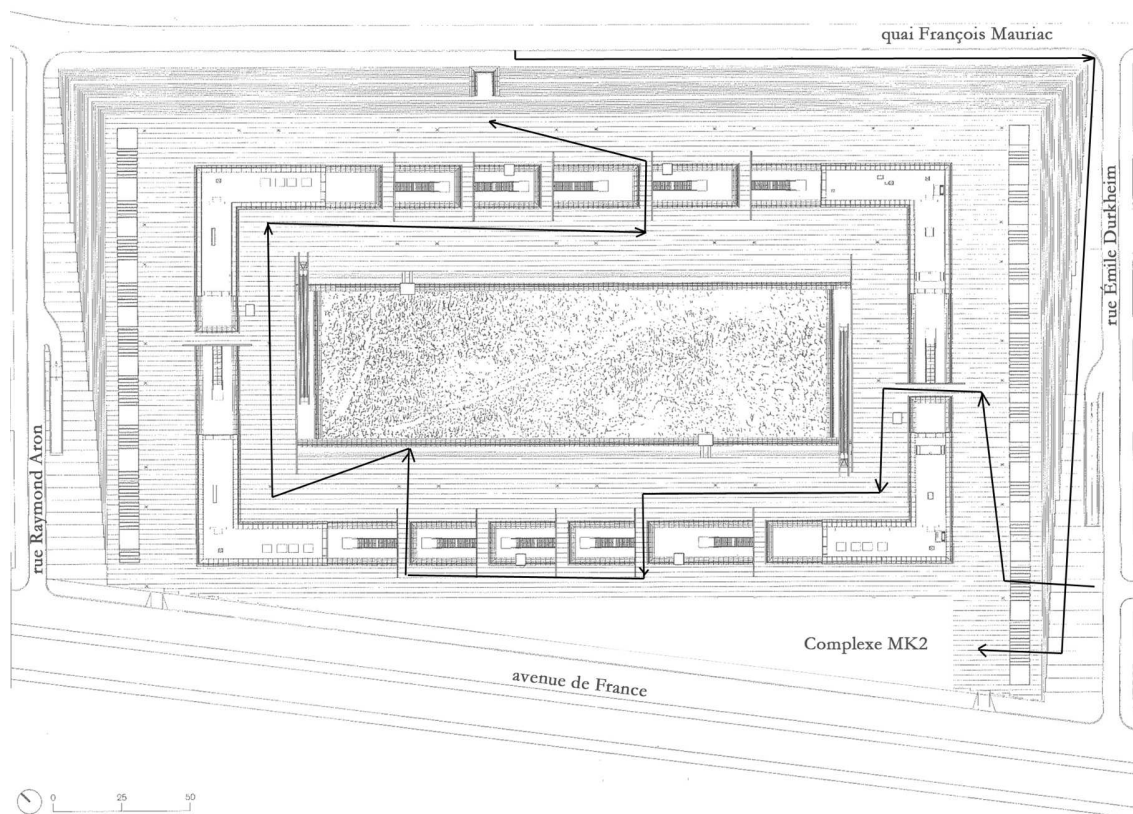 quai François Mauriac
rue Émile Durkheim
rue Raymond Aron
Complexe MK2
avenue de France
0 25 50